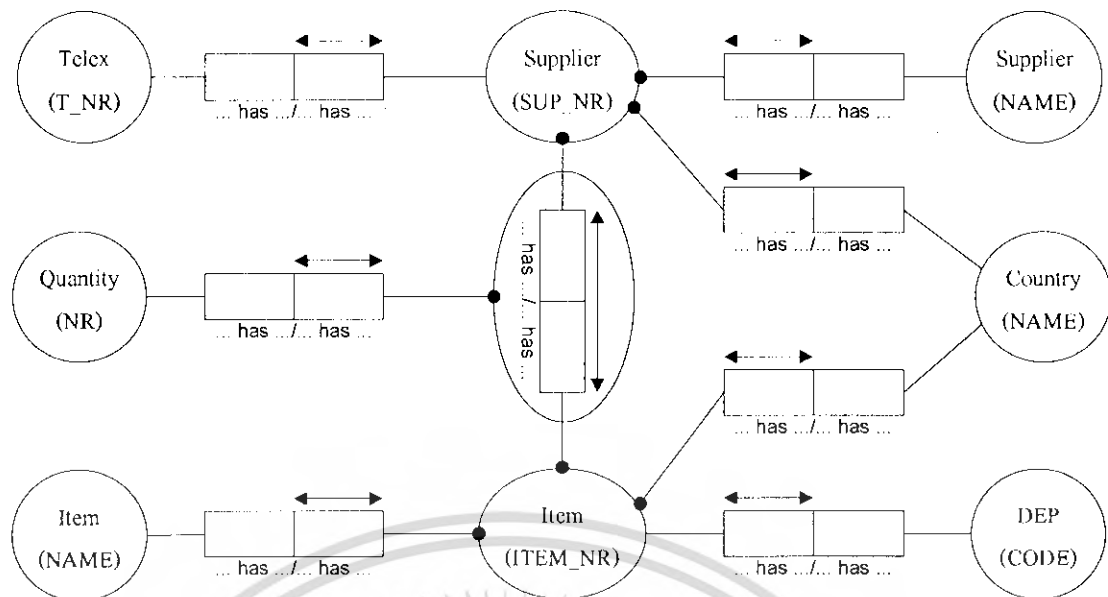 Telex
(T_NR)
... has .../... has ...
Supplier
(SUP_NR)
... has .../... has ...
Supplier
(NAME)
... has .../... has ...
Quantity
(NR)
... has .../... has ...
... has .../... has ...
Country
(NAME)
... has .../... has ...
Item
(NAME)
... has .../... has ...
Item
(ITEM_NR)
... has .../... has ...
DEP
(CODE)